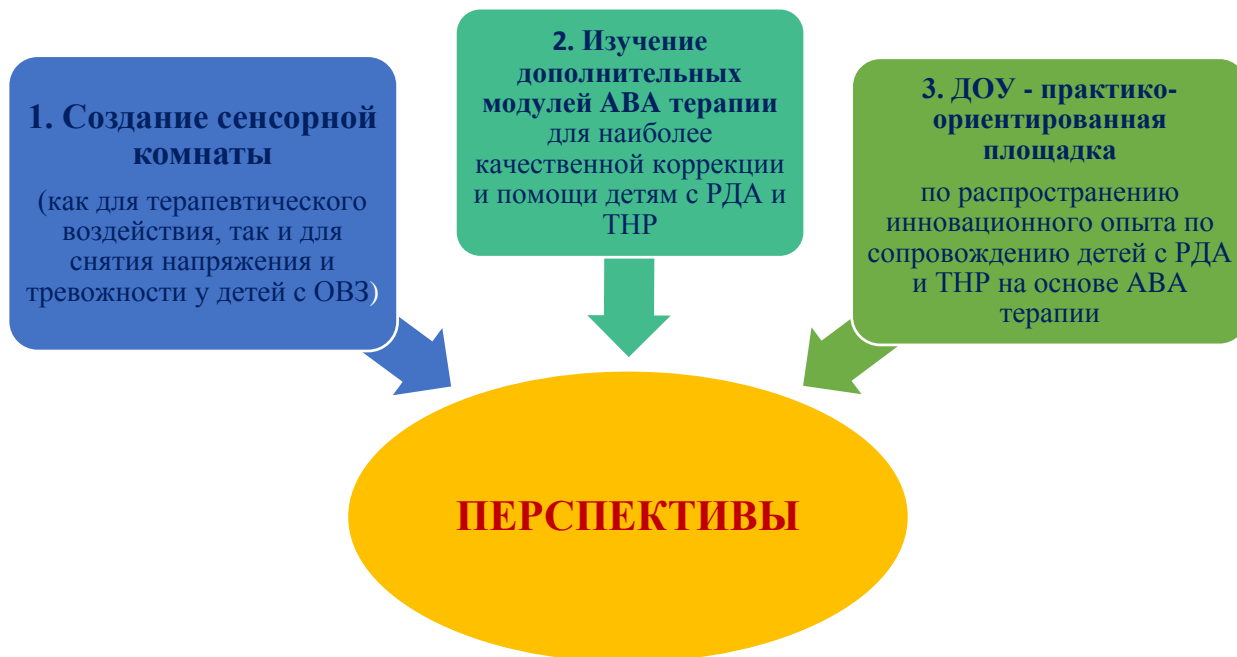 1. Создание сенсорной
комнаты
(как для терапевтического
воздействия, так и для
снятия напряжения и
тревожности у детей с ОВЗ)
2. Изучение
дополнительных
модулей АВА терапии
для наиболее
качественной коррекции
и помощи детям с РДА и
ТНР
3. ДОУ - практико-
ориентированная
площадка
по распространению
инновационного опыта по
сопровождению детей с РДА
и ТНР на основе АВА
терапии
ПЕРСПЕКТИВЫ